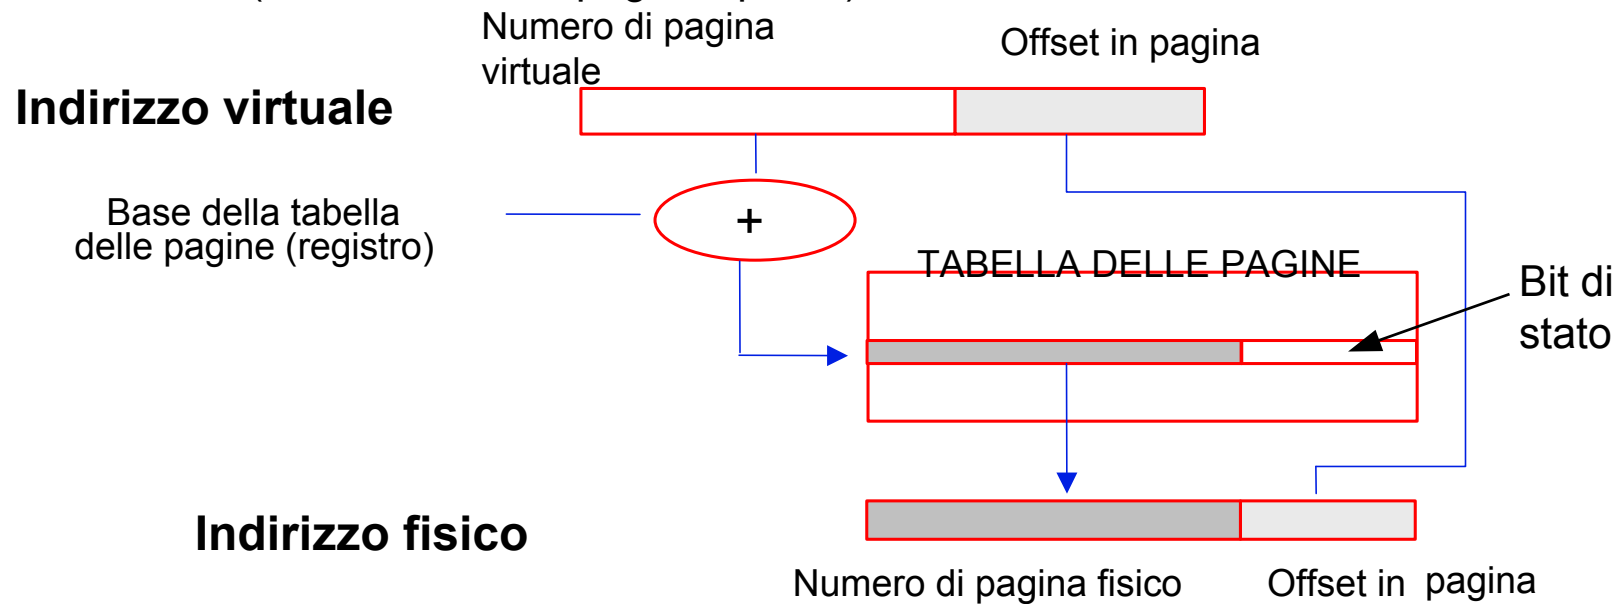 Numero di pagina
virtuale
Offset in pagina
Indirizzo virtuale
Base della tabella
delle pagine (registro)
+
TABELLA DELLE PAGINE
Bit di
stato
Indirizzo fisico
Numero di pagina fisico
Offset in pagina